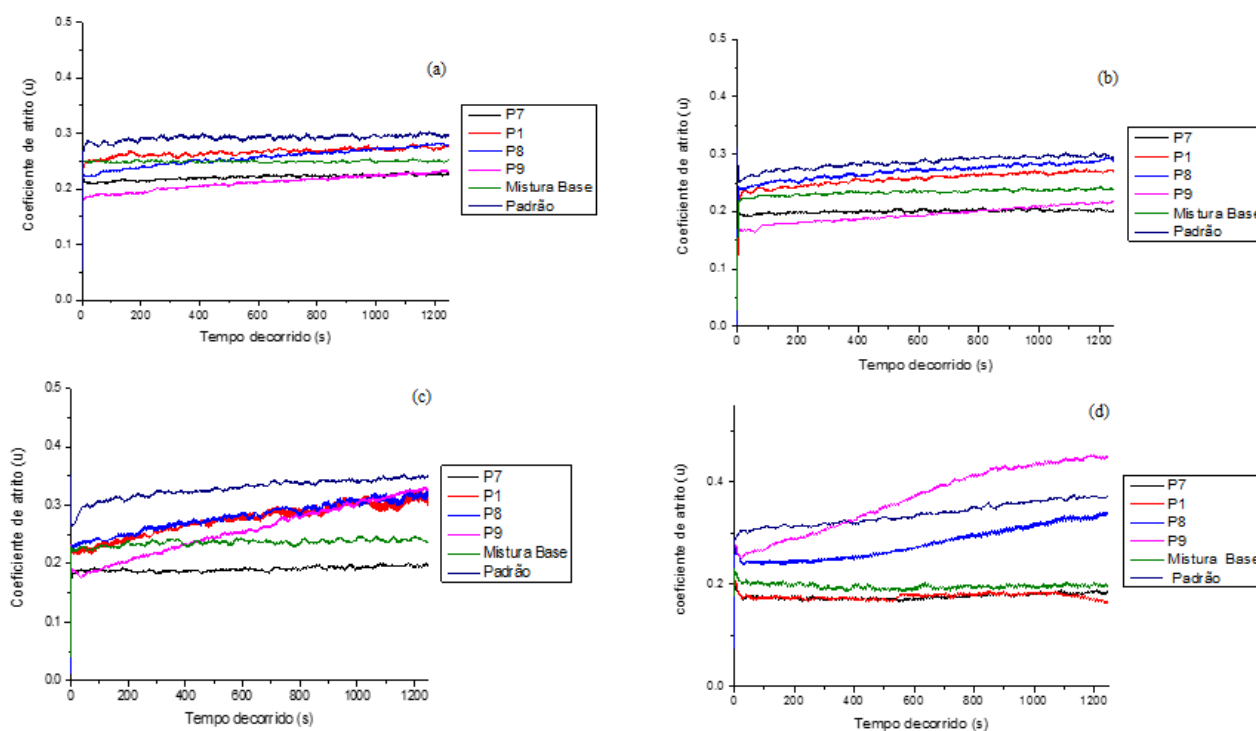 (a)
Coeficiente de atrito (u)
0.5
0.4
0.3
0.2
0.1
0.0
0 200 400 600 800 1000 1200
Tempo decorrido (s)
P7
P1
P8
P9
Mistura Base
Padrão
(b)
Coeficiente de atrito (u)
0.5
0.4
0.3
0.2
0.1
0.0
0 200 400 600 800 1000 1200
Tempo decorrido (s)
P7
P1
P8
P9
Mistura Base
Padrão
(c)
Coeficiente de atrito (u)
0.5
0.4
0.3
0.2
0.1
0.0
0 200 400 600 800 1000 1200
Tempo decorrido (s)
P7
P1
P8
P9
Mistura Base
Padrão
(d)
coeficiente de atrito (u)
0.4
0.2
0.0
0 200 400 600 800 1000 1200
Tempo decorrido (s)
P7
P1
P8
P9
Mistura Base
Padrão